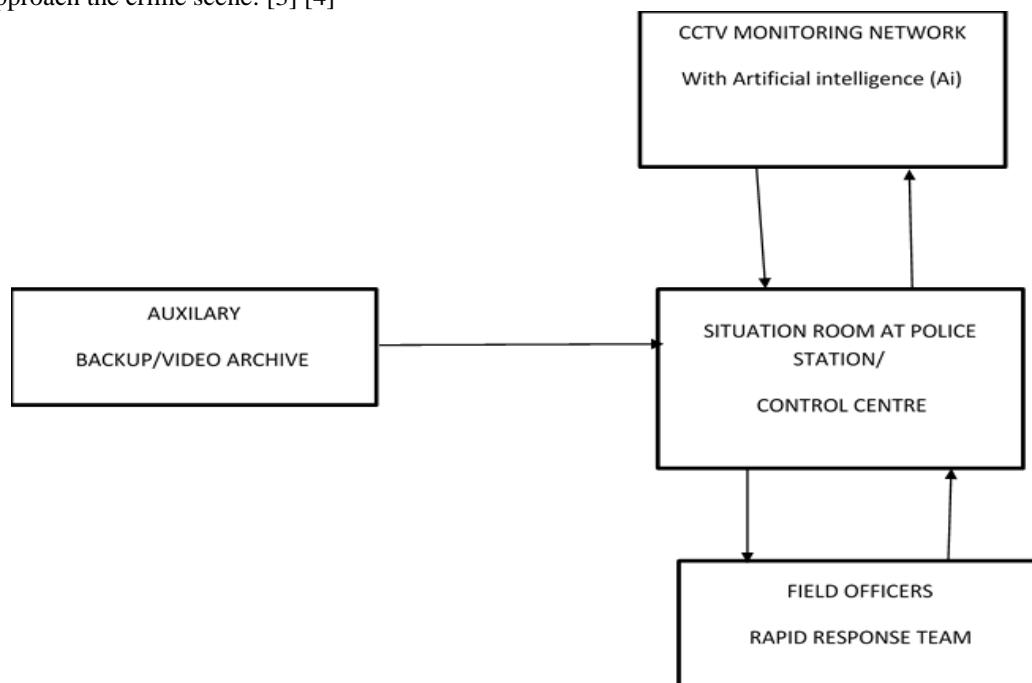 approach the crime scene. [3] [4]
CCTV MONITORING NETWORK
With Artificial intelligence (Ai)
AUXILARY
BACKUP/VIDEO ARCHIVE
SITUATION ROOM AT POLICE
STATION/
CONTROL CENTRE
FIELD OFFICERS
RAPID RESPONSE TEAM